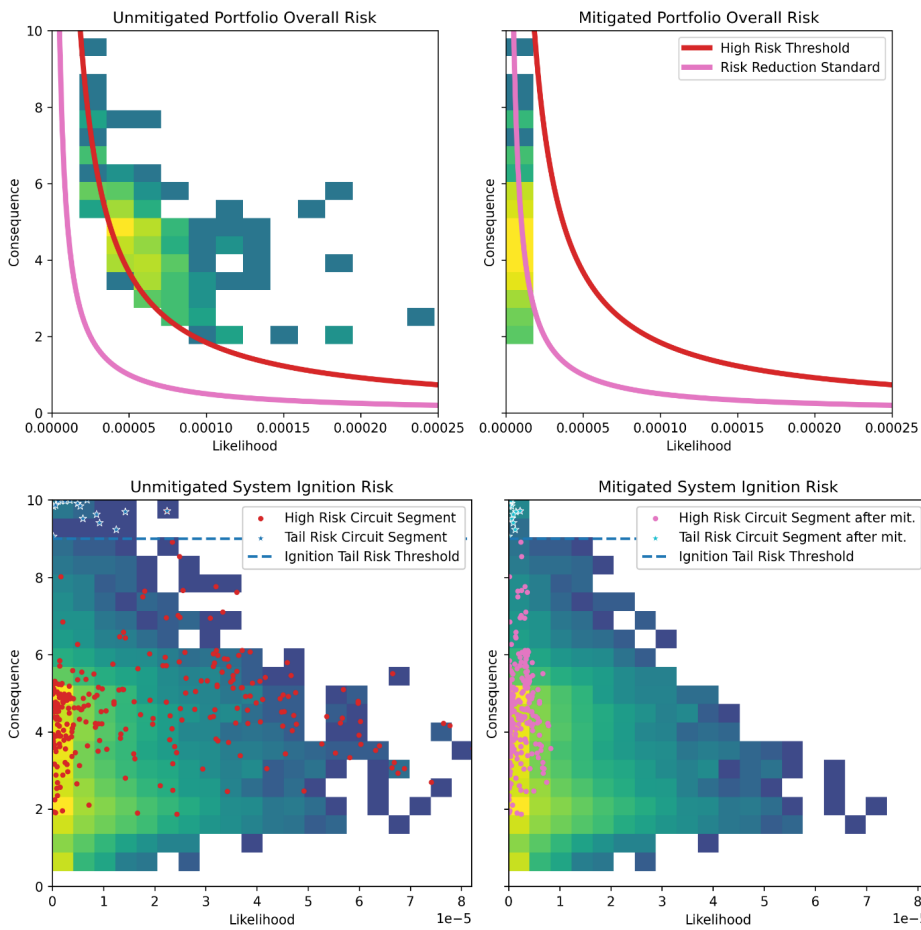 Unmitigated Portfolio Overall Risk
10
8
6
4
2
0
Consequence
0.00000 0.00005 0.00010 0.00015 0.00020 0.00025
Likelihood
Mitigated Portfolio Overall Risk
High Risk Threshold
Risk Reduction Standard
Consequence
0.00000 0.00005 0.00010 0.00015 0.00020 0.00025
Likelihood
Unmitigated System Ignition Risk
High Risk Circuit Segment
Tail Risk Circuit Segment
Ignition Tail Risk Threshold
10
8
6
4
2
0
Consequence
0 1 2 3 4 5 6 7 8
Likelihood
1e−5
Mitigated System Ignition Risk
High Risk Circuit Segment after mit.
Tail Risk Circuit Segment after mit.
Ignition Tail Risk Threshold
Consequence
0 1 2 3 4 5 6 7 8
Likelihood
1e−5